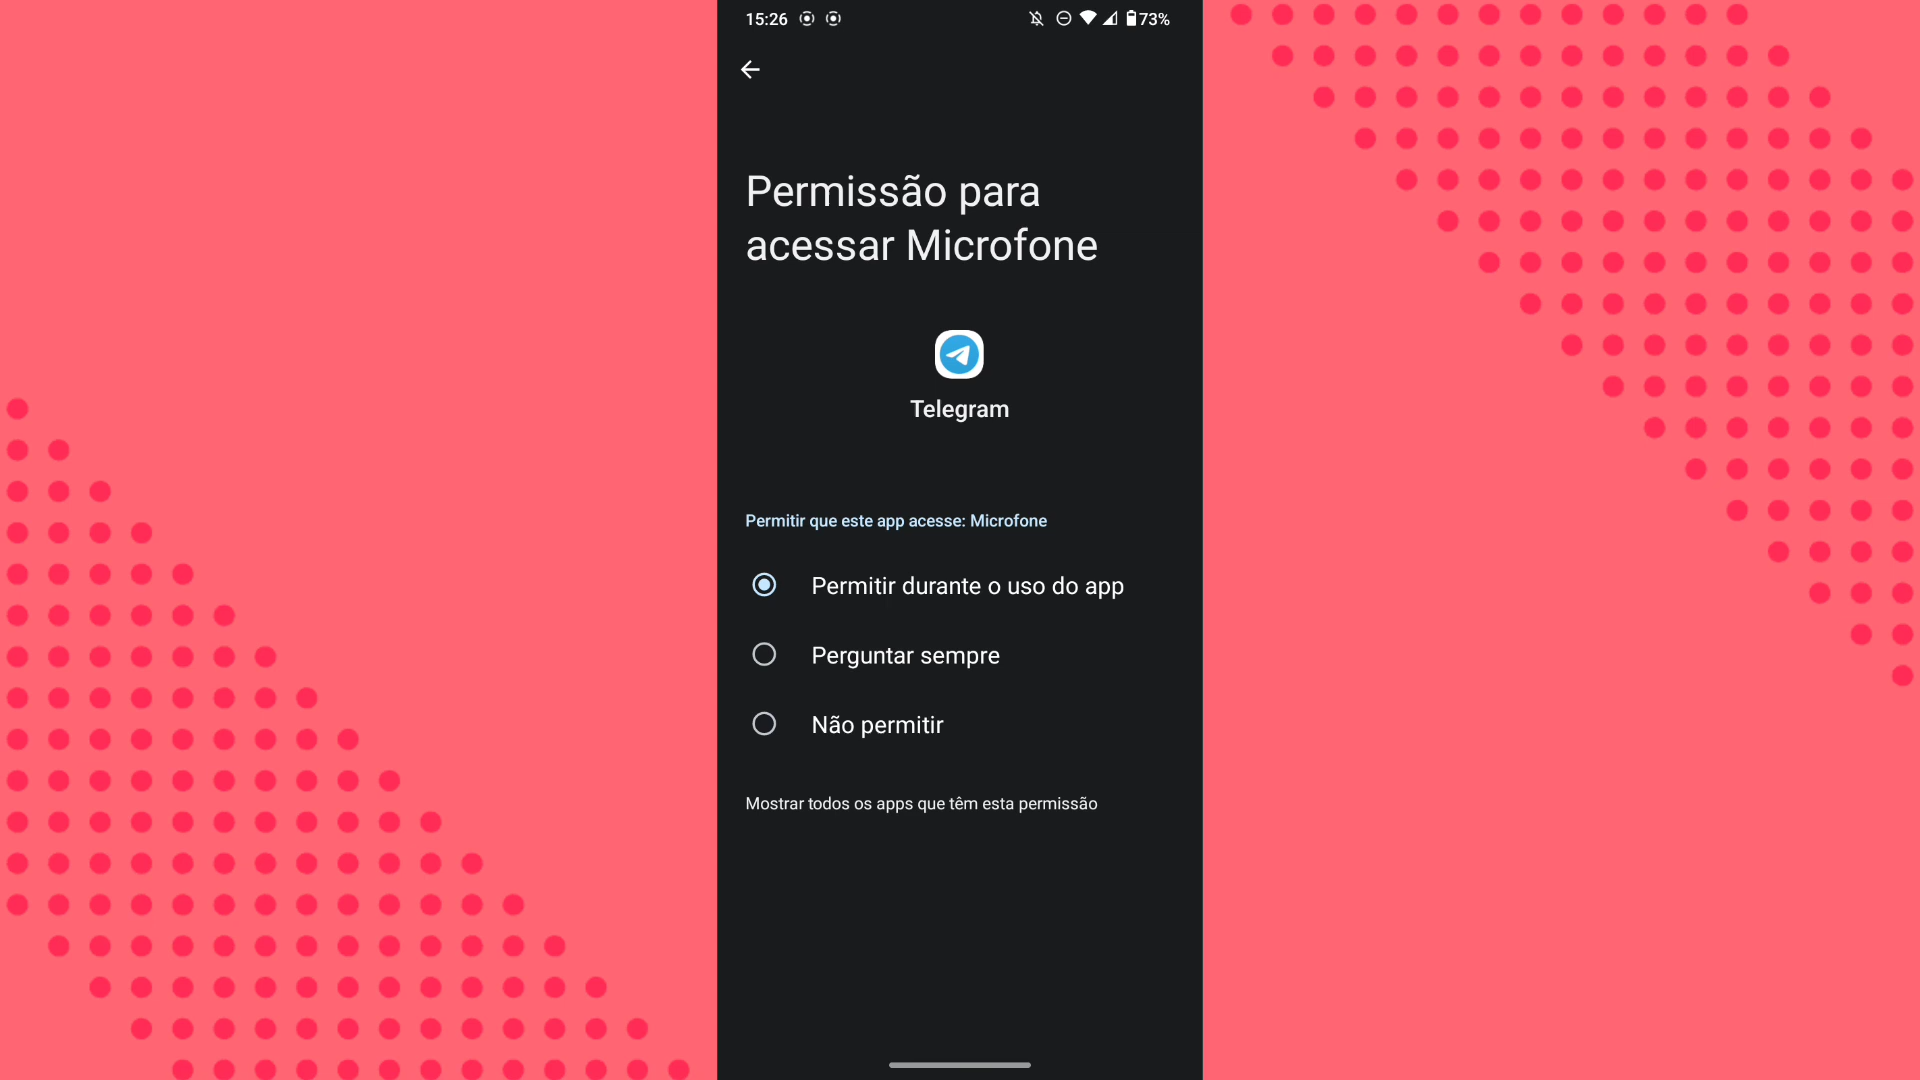 15:26
73%
Permissão para
acessar Microfone
Telegram
Permitir que este app acesse: Microfone
Permitir durante o uso do app
Perguntar sempre
Não permitir
Mostrar todos os apps que têm esta permissão